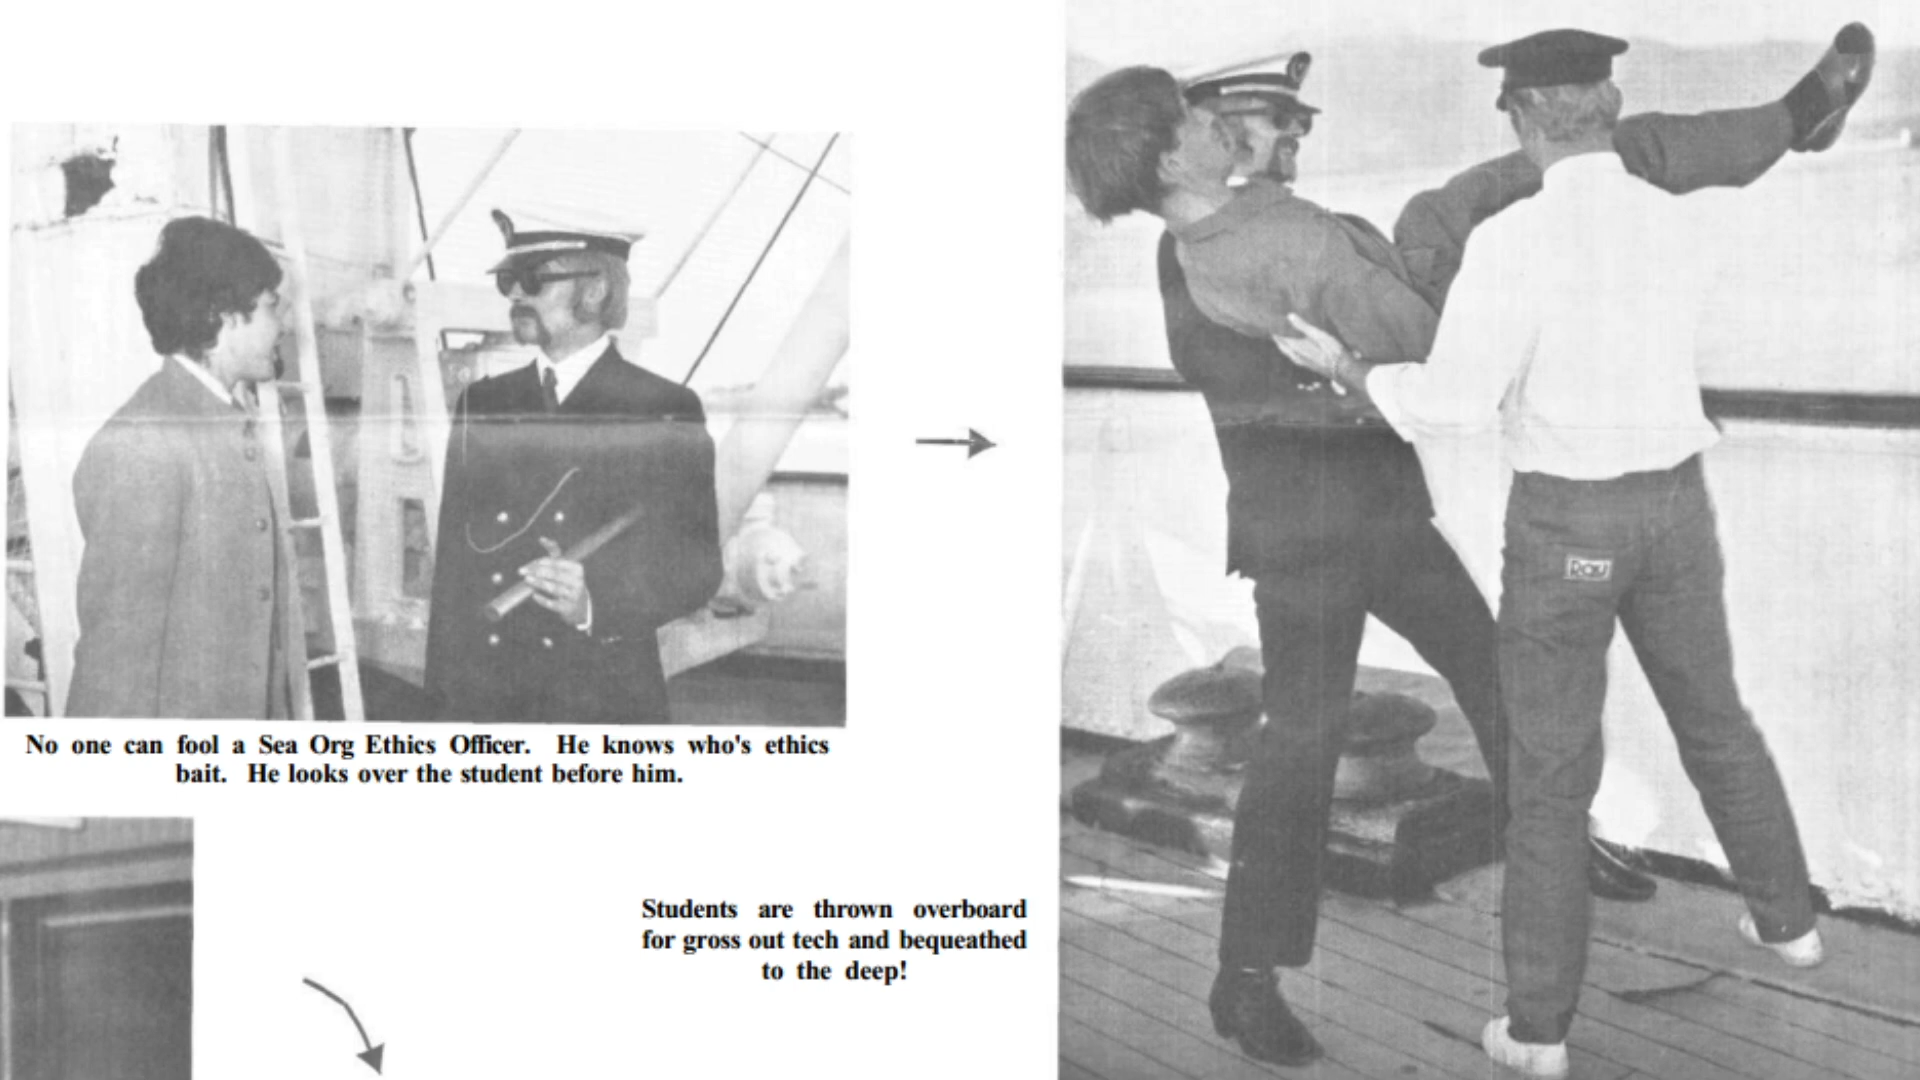 No one can fool a Sea Org Ethics Officer. He knows who's ethics
bait. He looks over the student before him.
Students are thrown overboard
for gross out tech and bequeathed
to the deep!